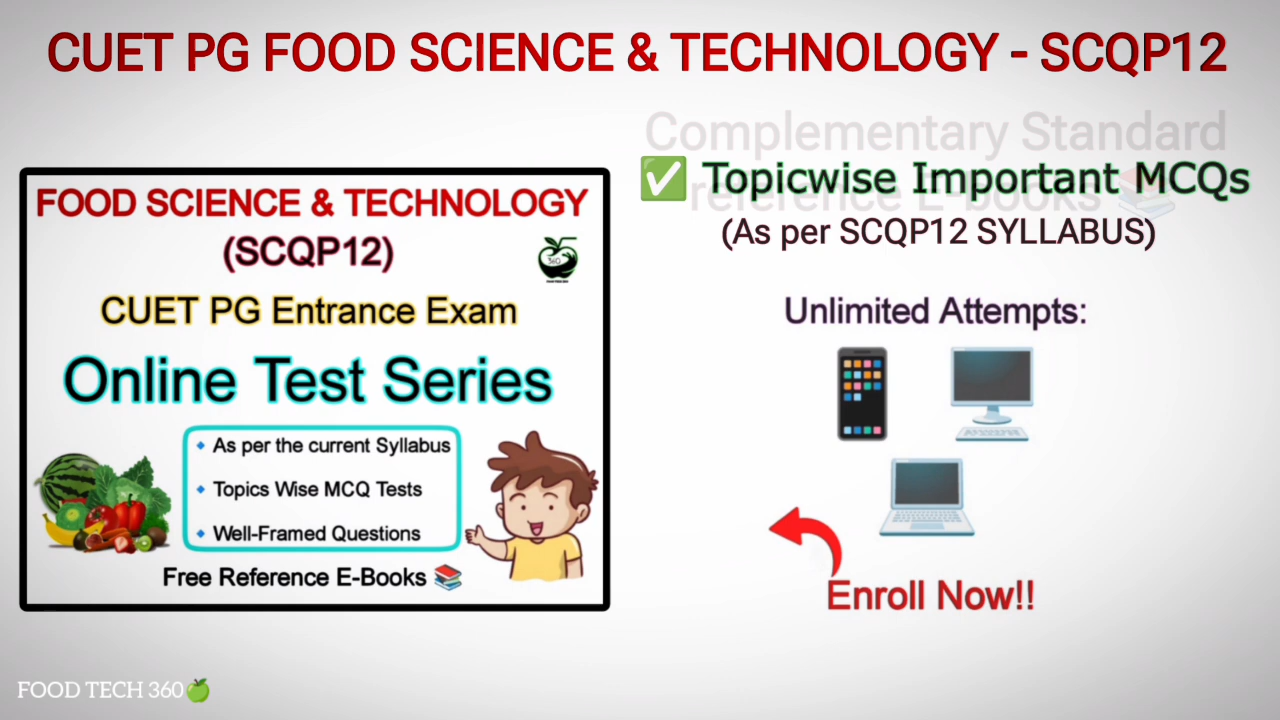 CUET PG FOOD SCIENCE & TECHNOLOGY - SCQP12
FOOD SCIENCE & TECHNOLOGY
(SCQP12)
360
CUET PG Entrance Exam
Online Test Series
As per the current Syllabus
Topics Wise MCQ Tests
Well-Framed Questions
Free Reference E-Books 📚
Complementary Standard
reference E-books 📚
✅ Topicwise Important MCQs
(As per SCQP12 SYLLABUS)
Unlimited Attempts:
Enroll Now!!
FOOD TECH 360🍏